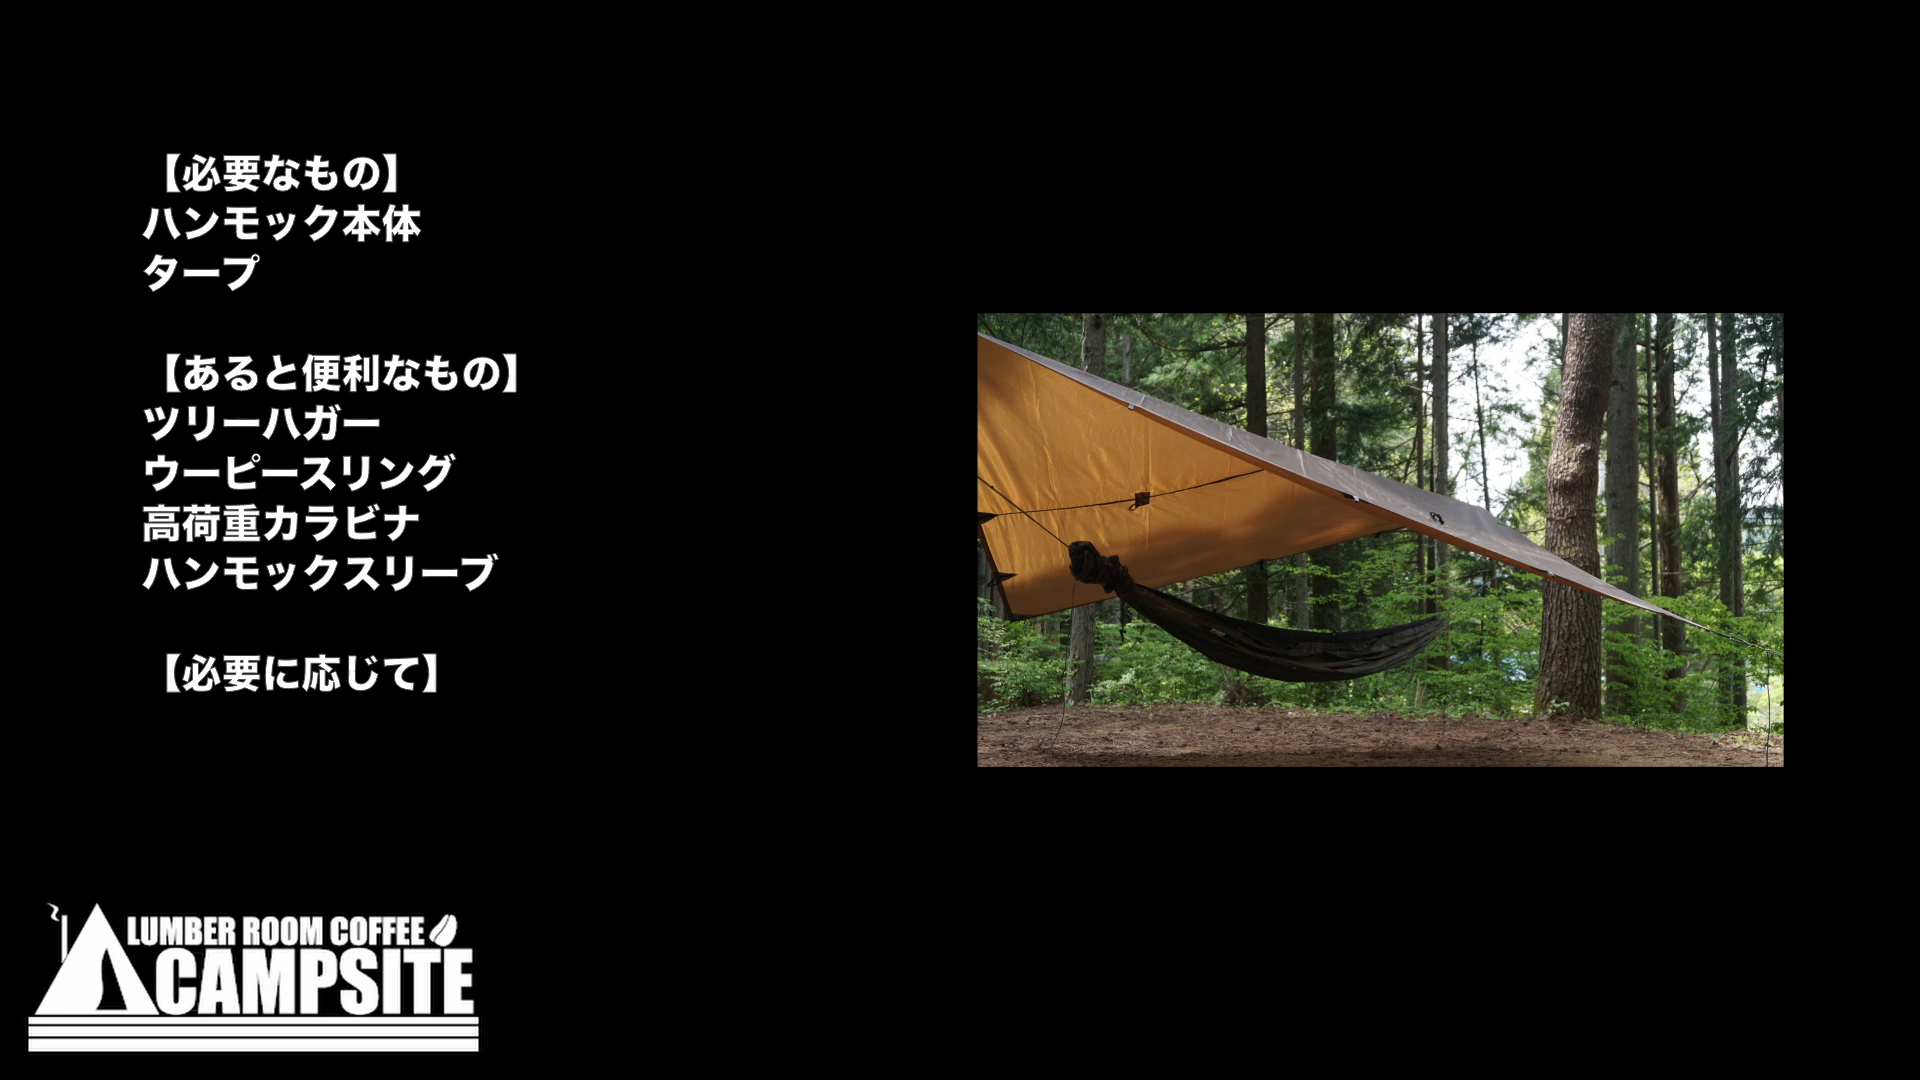 【必要なもの】
ハンモック本体
タープ
【あると便利なもの】
ツリーハガー
ウーピースリング
高荷重カラビナ
ハンモックスリーブ
【必要に応じて】
LUMBER ROOM COFFEE
CAMPSITE